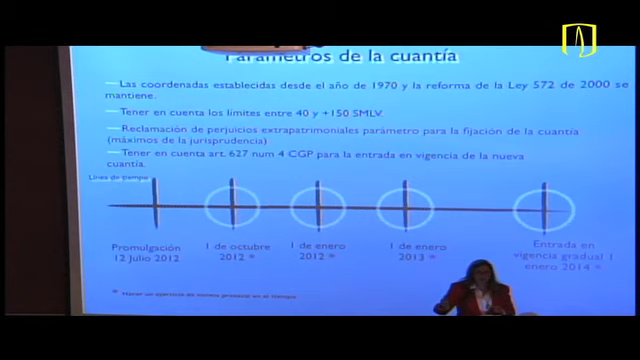 Parámetros de la cuantía
Las coordenadas establecidas desde el año de 1970 y la reforma de la Ley 572 de 2000 se
mantiene.
Tener en cuenta los límites entre 40 y +150 SMLV
Reclamación de perjuicios extrapatrimoniales parámetro para la fijación de la cuantía
(máximos de la jurisprudencia)
Tener en cuenta art. 627 num 4 CGP para la entrada en vigencia de la nueva
cuantía.
Línea de tiempo
Promulgación
12 Julio 2012
1 de octubre
2012 *
1 de enero
2012 *
1 de enero
2013 *
Entrada en
vigencia gradual 1
enero 2014 *
* Hacer un ejercicio de norma procesal en el tiempo